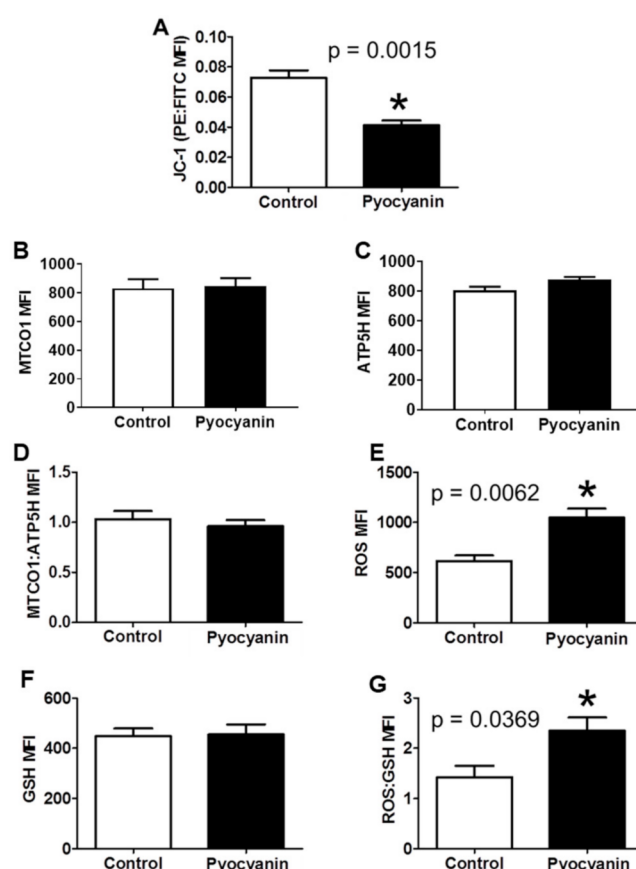 A
JC-1 (PE:FITC MFI)
0.10
0.08
0.06
0.04
0.02
0.00
p = 0.0015
*
Control Pyocyanin
B
MTCO1 MFI
1000
800
600
400
200
0
Control Pyocyanin
C
ATP5H MFI
1000
800
600
400
200
0
Control Pyocyanin
D
MTCO1:ATP5H MFI
1.5
1.0
0.5
0.0
Control Pyocyanin
E
ROS MFI
1500
1000
500
0
p = 0.0062
*
Control Pyocyanin
F
GSH MFI
600
400
200
0
Control Pyocyanin
G
ROS:GSH MFI
3
2
1
0
p = 0.0369
*
Control Pyocyanin